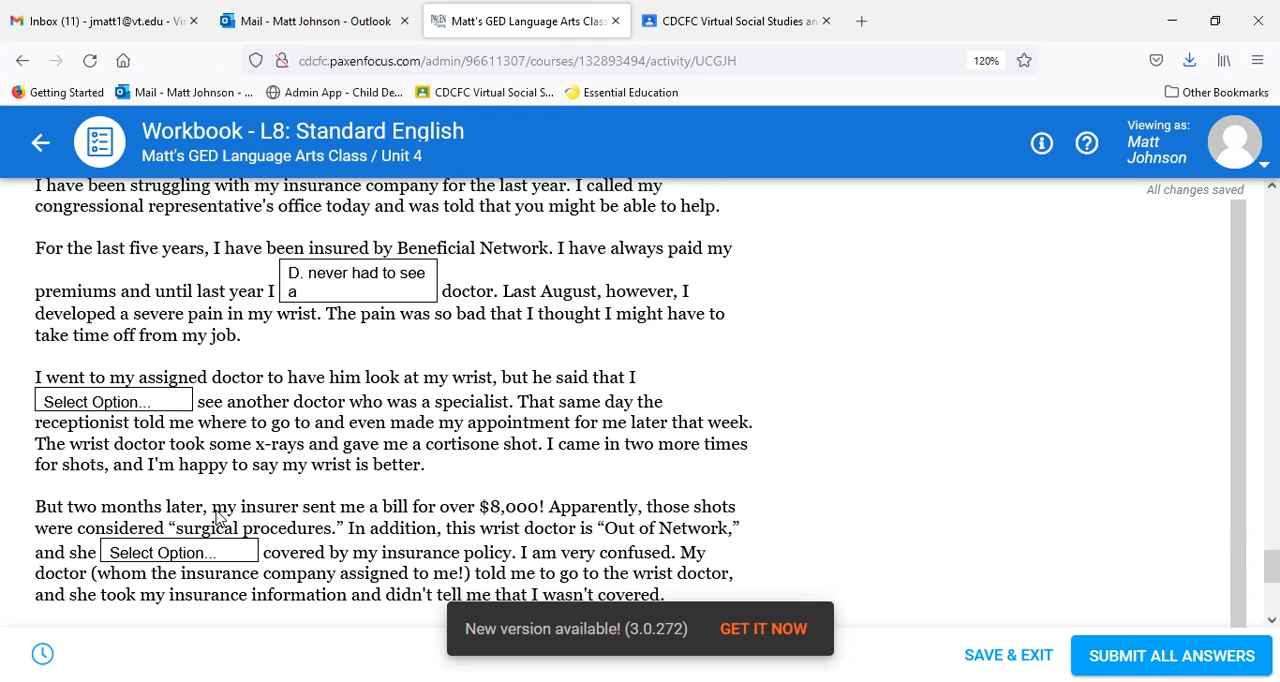 Inbox (11) - jmatt1@vt.edu - Vir
Mail - Matt Johnson - Outlook
PAXEN Matt's GED Language Arts Clas
CDCFC Virtual Social Studies an
cdcfc.paxenfocus.com/admin/96611307/courses/132893494/activity/UCGJH
120%
Getting Started
Mail - Matt Johnson - ...
Admin App - Child De...
CDCFC Virtual Social S...
Essential Education
Other Bookmarks
Workbook - L8: Standard English
Matt's GED Language Arts Class / Unit 4
Viewing as:
Matt
Johnson
All changes saved
I have been struggling with my insurance company for the last year. I called my
congressional representative's office today and was told that you might be able to help.
For the last five years, I have been insured by Beneficial Network. I have always paid my
premiums and until last year I D. never had to see a doctor. Last August, however, I
developed a severe pain in my wrist. The pain was so bad that I thought I might have to
take time off from my job.
I went to my assigned doctor to have him look at my wrist, but he said that I
Select Option... see another doctor who was a specialist. That same day the
receptionist told me where to go to and even made my appointment for me later that week.
The wrist doctor took some x-rays and gave me a cortisone shot. I came in two more times
for shots, and I'm happy to say my wrist is better.
But two months later, my insurer sent me a bill for over $8,000! Apparently, those shots
were considered “surgical procedures.” In addition, this wrist doctor is “Out of Network,”
and she Select Option... covered by my insurance policy. I am very confused. My
doctor (whom the insurance company assigned to me!) told me to go to the wrist doctor,
and she took my insurance information and didn't tell me that I wasn't covered.
New version available! (3.0.272) GET IT NOW
SAVE & EXIT
SUBMIT ALL ANSWERS